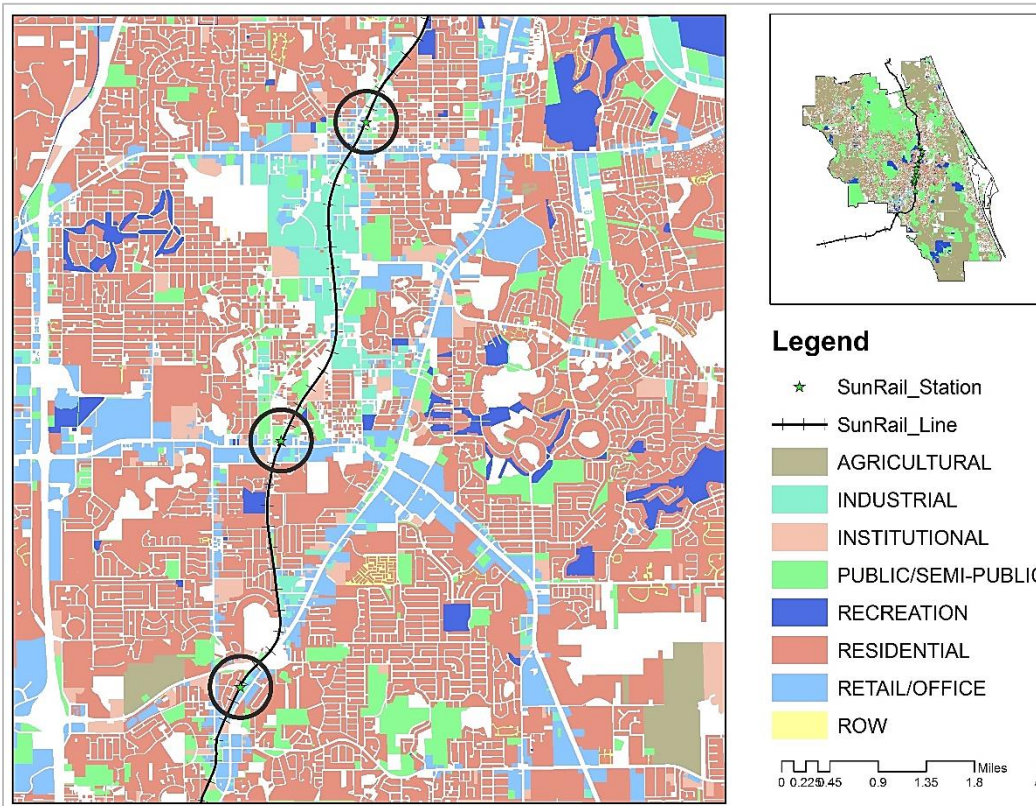 Legend
SunRail_Station
SunRail_Line
AGRICULTURAL
INDUSTRIAL
INSTITUTIONAL
PUBLIC/SEMI-PUBLIC
RECREATION
RESIDENTIAL
RETAIL/OFFICE
ROW
Miles
0 0.225 0.45 0.9 1.35 1.8